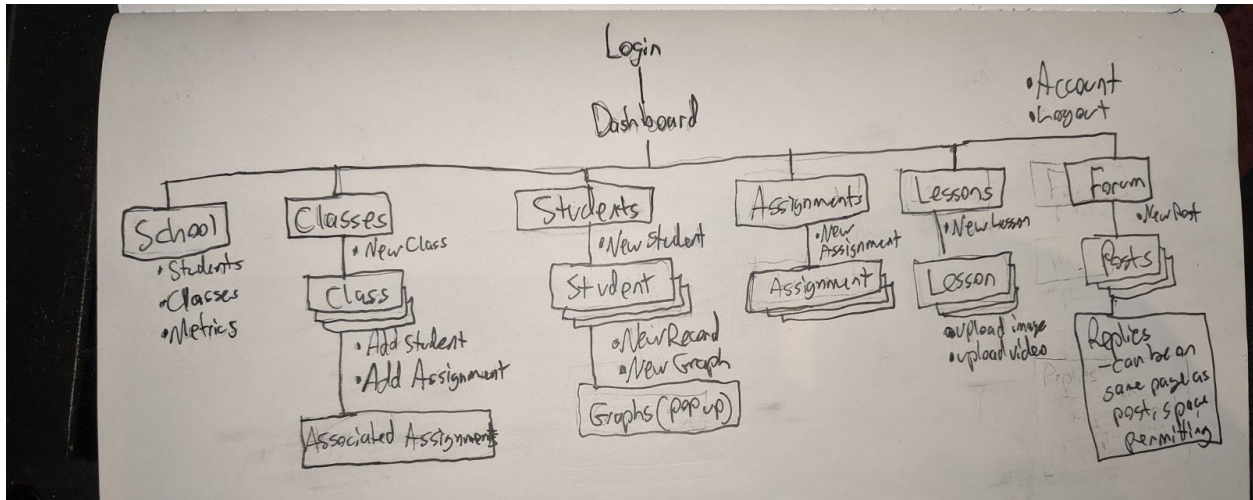 Login
Dashboard
• Account
• Logout
School
• Students
• Classes
• Metrics
Classes
• New Class
Class
• Add Student
• Add Assignment
Associated Assignments
Students
• New Student
Student
• New Record
• New Graph
Graphs (pop up)
Assignments
• New
Assignment
Assignment
Lessons
• New Lesson
Lesson
• upload image
• upload video
Forum
• New Post
Posts
Replies
- can be on
same page as
post, space
permitting